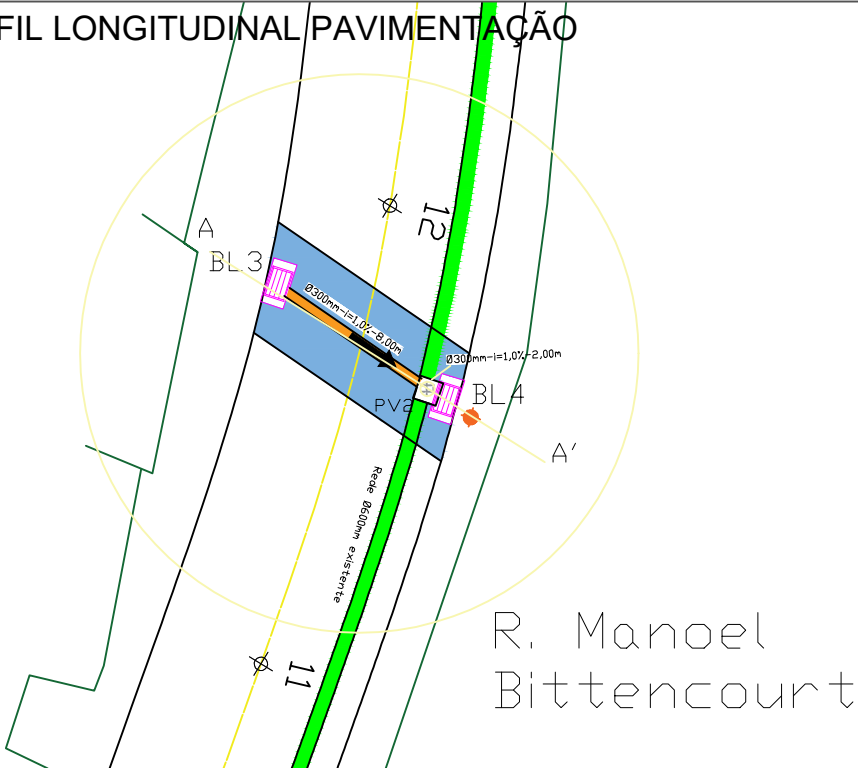 FIL LONGITUDINAL PAVIMENTAÇÃO
12
A
BL3
Ø300mm-i=1,0%-8,00m
Ø300mm-i=1,0%-2,00m
PV2
BL4
A'
Rede Ø600mm existente
11
R. Manoel
Bittencourt